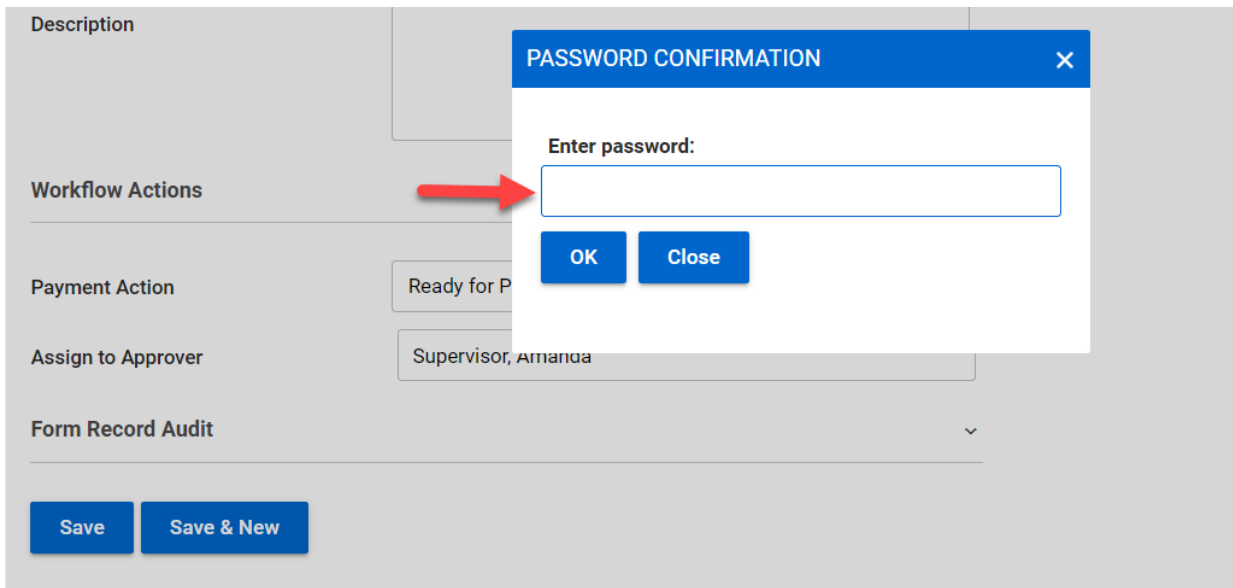 Description
PASSWORD CONFIRMATION
Enter password:
Workflow Actions
OK Close
Payment Action
Ready for P
Assign to Approver
Supervisor, Amanda
Form Record Audit
Save Save & New